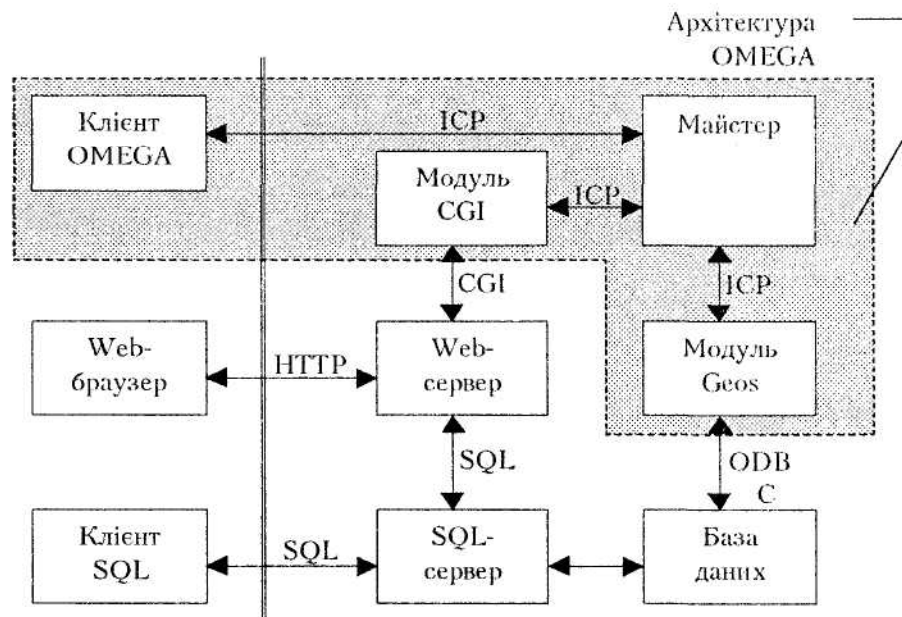 Архітектура
OMEGA
Клієнт
OMEGA
ICP
Майстер
Модуль
CGI
ICP
CGI
ICP
Web-
браузер
HTTP
Web-
сервер
Модуль
Geos
SQL
ODB
C
Клієнт
SQL
SQL
SQL-
сервер
База
даних